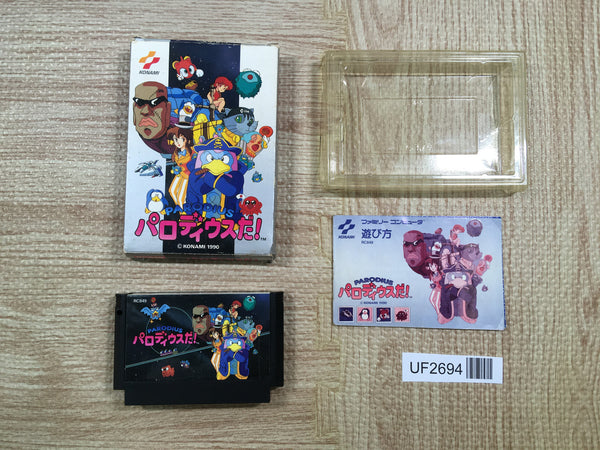 KONAMI
PARODIUS
パロディウスだ!
TM
© KONAMI 1990
KONAMI
ファミリー コンピュータ
遊び方
RC849
PARODIUS
パロディウスだ!
© KONAMI 1990
RC849
PARODIUS
パロディウスだ!
UF2694